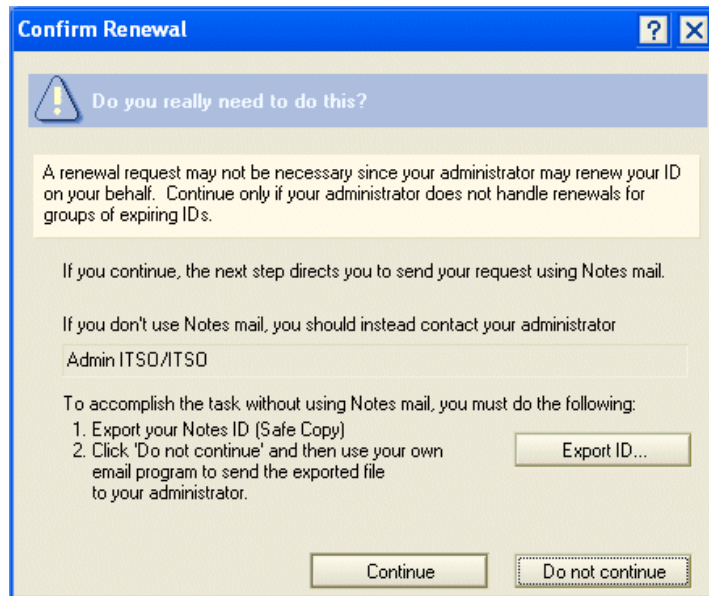 Confirm Renewal
Do you really need to do this?
A renewal request may not be necessary since your administrator may renew your ID
on your behalf.  Continue only if your administrator does not handle renewals for
groups of expiring IDs.
If you continue, the next step directs you to send your request using Notes mail.
If you don't use Notes mail, you should instead contact your administrator
Admin ITSO/ITSO
To accomplish the task without using Notes mail, you must do the following:
1. Export your Notes ID (Safe Copy)
2. Click 'Do not continue' and then use your own
email program to send the exported file
to your administrator.
Export ID...
Continue
Do not continue